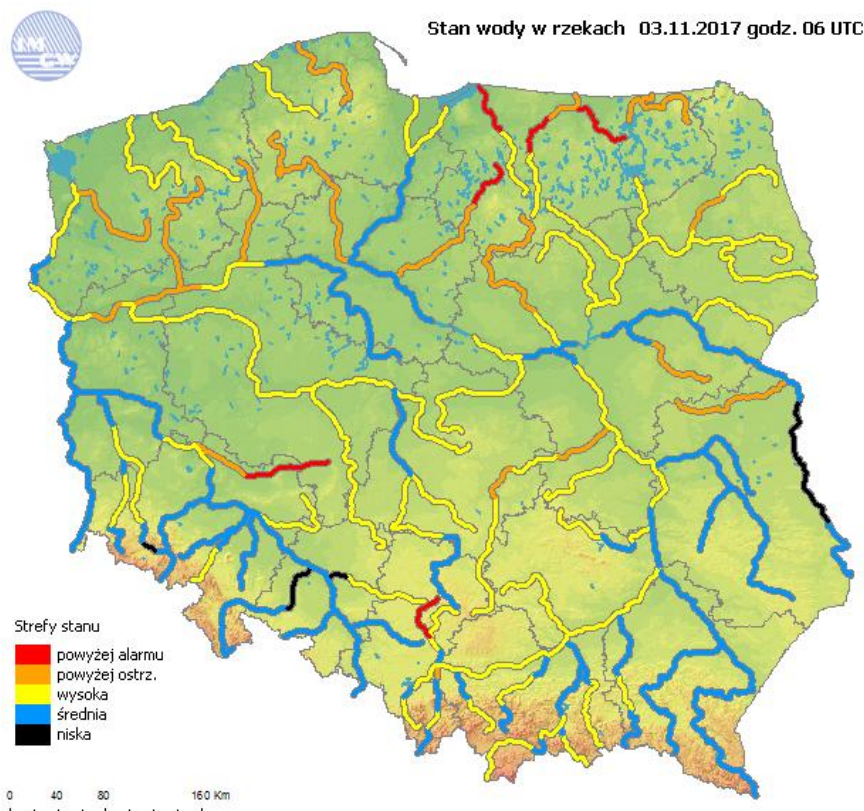 IMGW
Stan wody w rzekach 03.11.2017 godz. 06 UTC
Strefy stanu
powyżej alarmu
powyżej ostrz.
wysoka
średnia
niska
0 40 80 160 Km